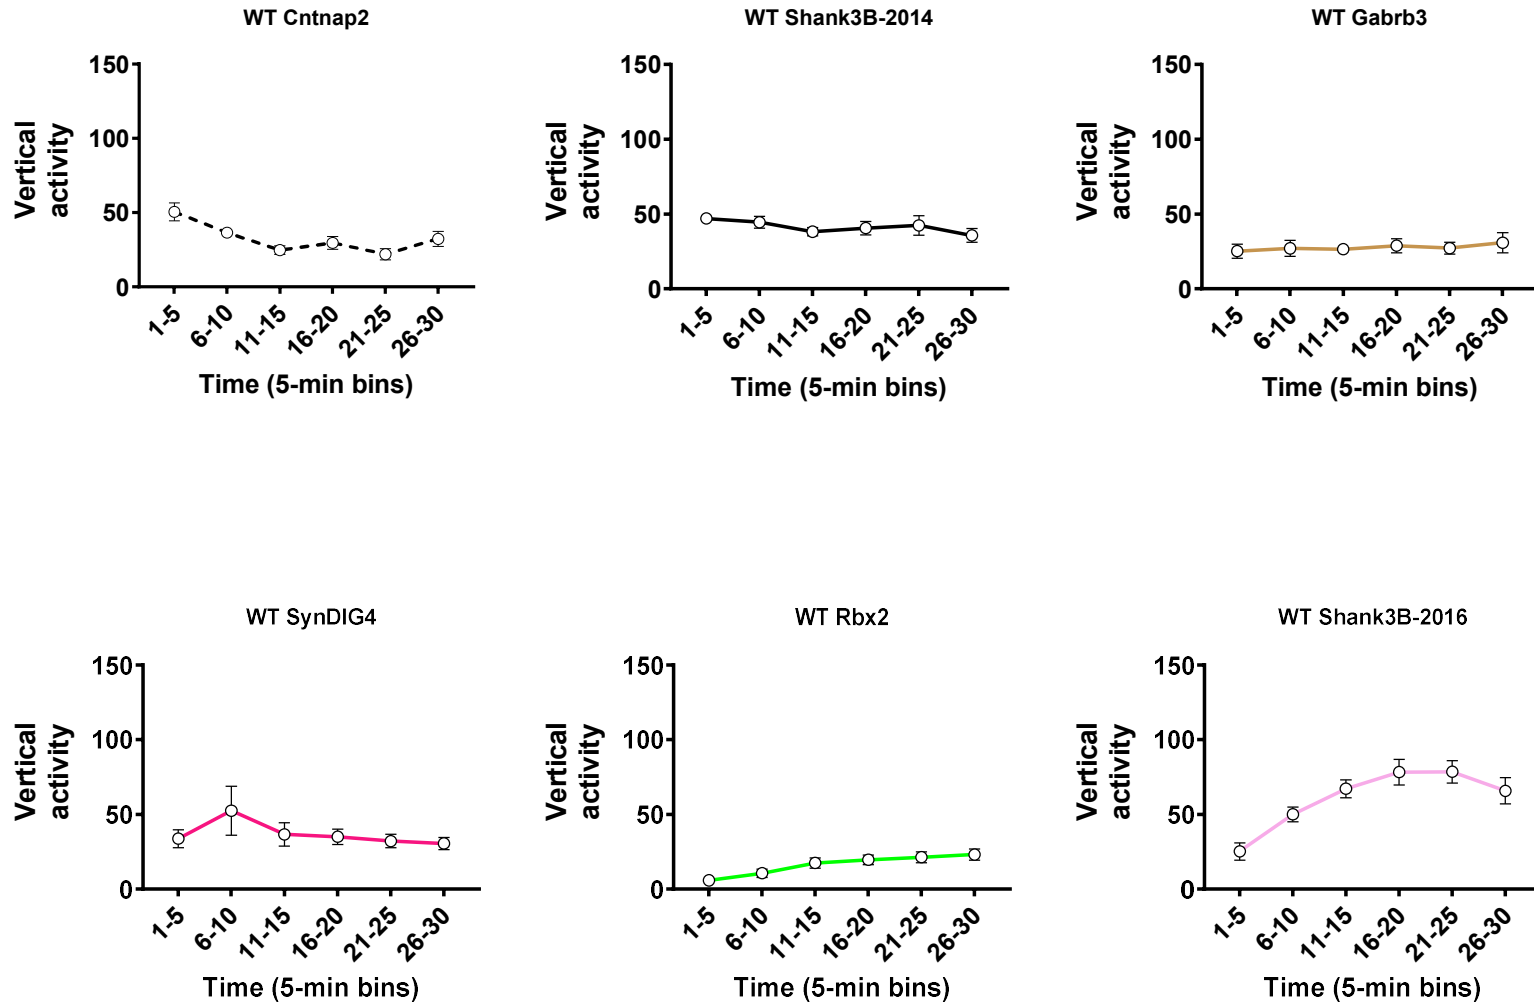 WT Cntnap2
150
100
50
0
Vertical
activity
1-5
6-10
11-15
16-20
21-25
26-30
Time (5-min bins)
WT Shank3B-2014
150
100
50
0
Vertical
activity
1-5
6-10
11-15
16-20
21-25
26-30
Time (5-min bins)
WT Gabrb3
150
100
50
0
Vertical
activity
1-5
6-10
11-15
16-20
21-25
26-30
Time (5-min bins)
WT SynDIG4
150
100
50
0
Vertical
activity
1-5
6-10
11-15
16-20
21-25
26-30
Time (5-min bins)
WT Rbx2
150
100
50
0
Vertical
activity
1-5
6-10
11-15
16-20
21-25
26-30
Time (5-min bins)
WT Shank3B-2016
150
100
50
0
Vertical
activity
1-5
6-10
11-15
16-20
21-25
26-30
Time (5-min bins)